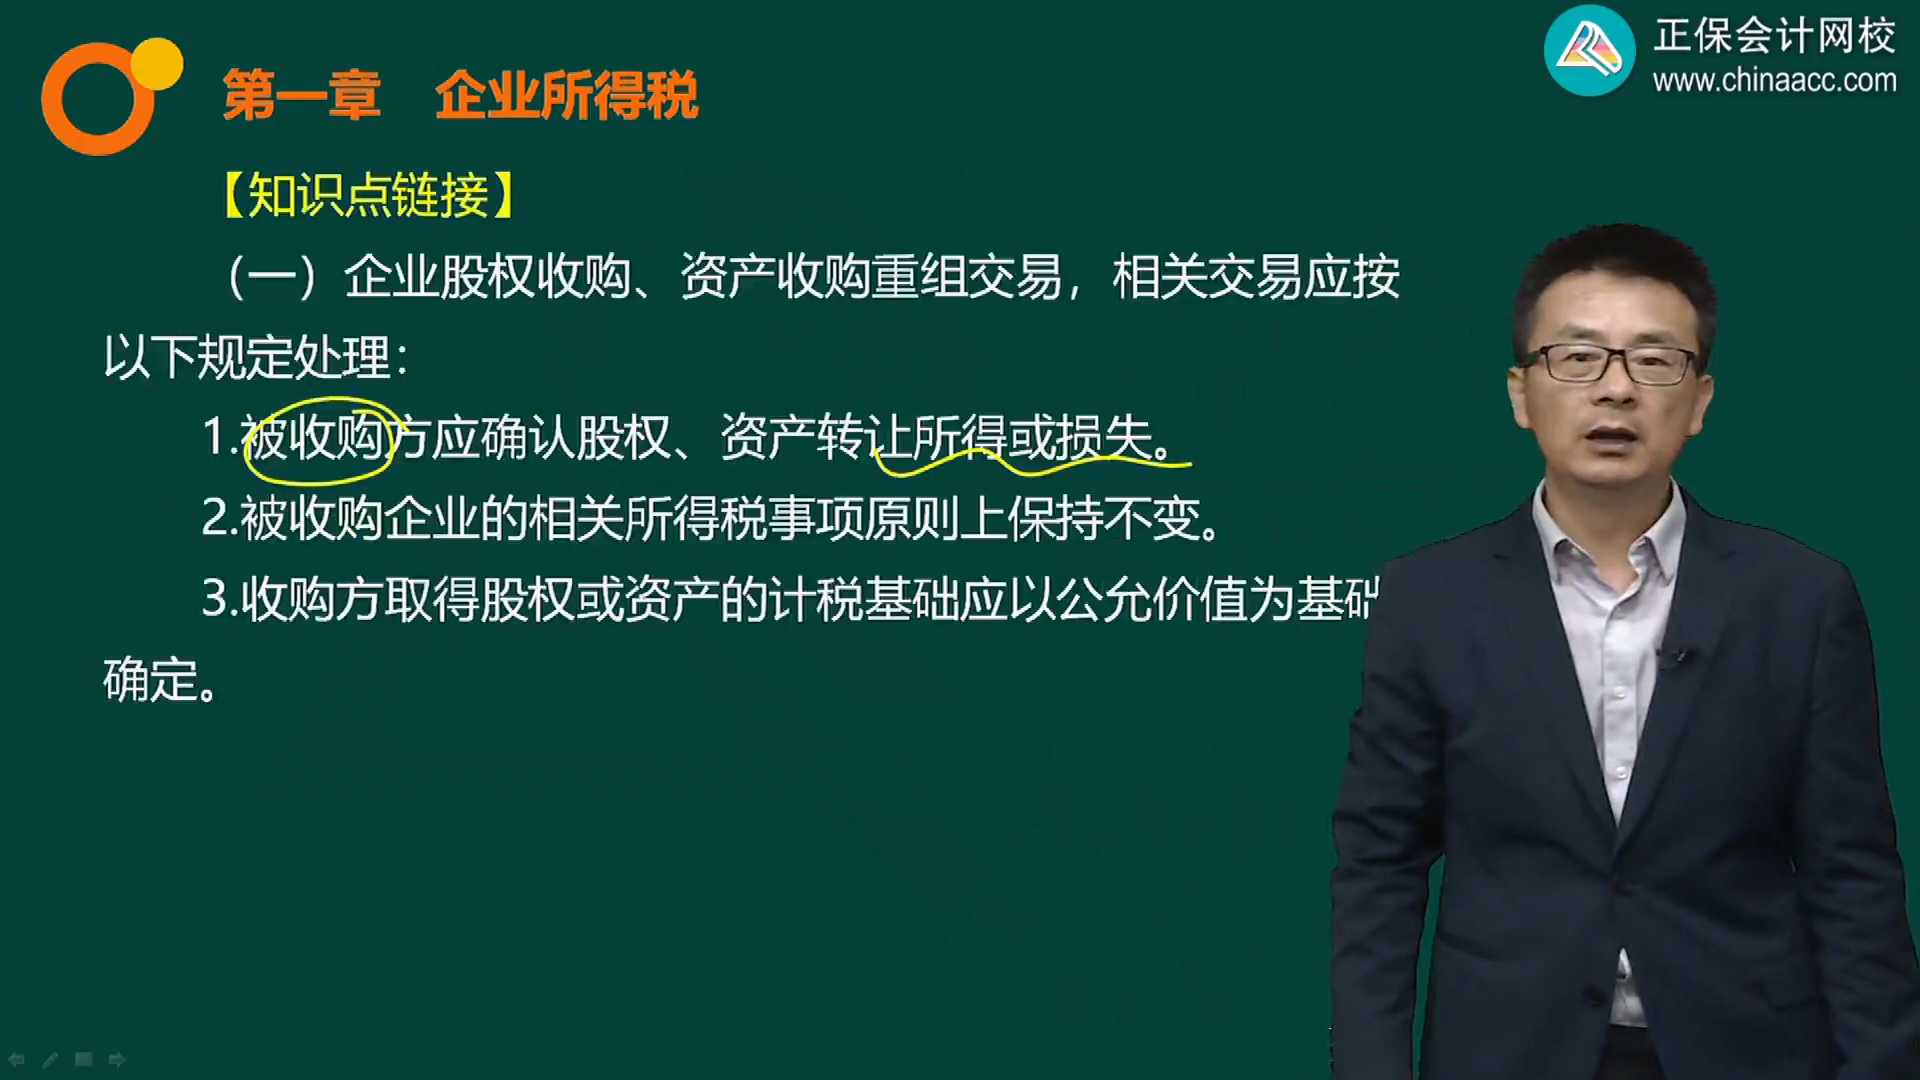 正保会计网校
www.chinaacc.com
第一章 企业所得税
【知识点链接】
（一）企业股权收购、资产收购重组交易，相关交易应按
以下规定处理：
1.被收购方应确认股权、资产转让所得或损失。
2.被收购企业的相关所得税事项原则上保持不变。
3.收购方取得股权或资产的计税基础应以公允价值为基础
确定。